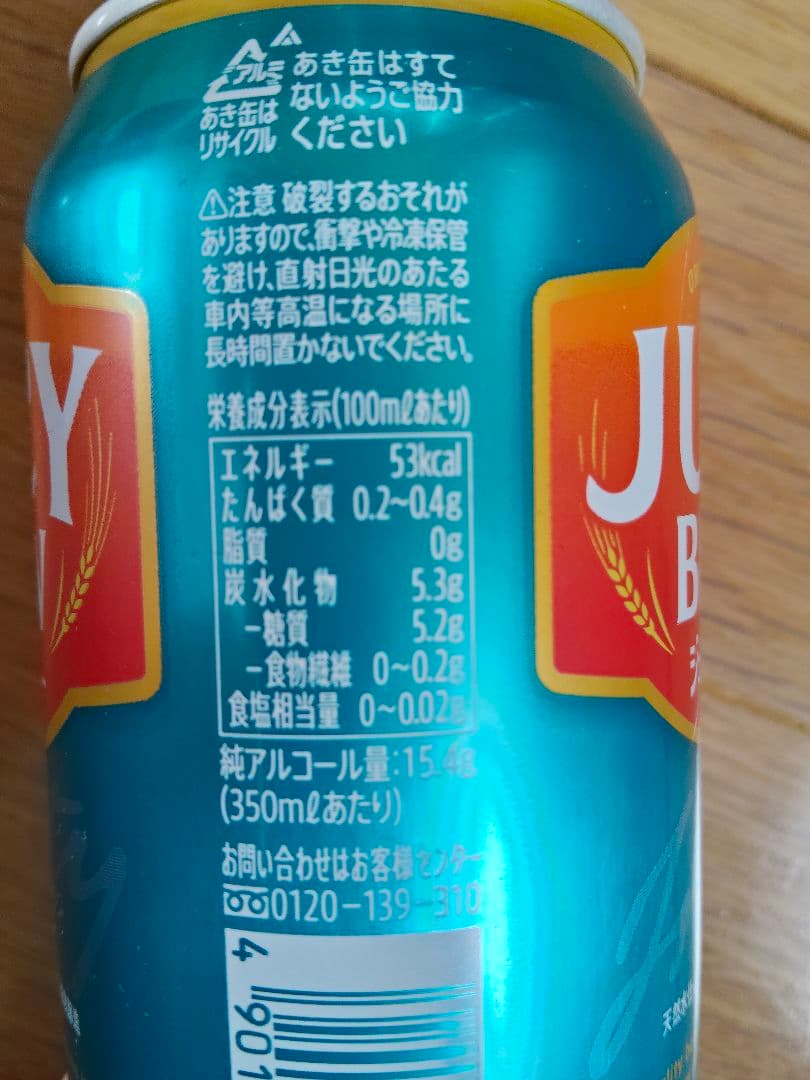 アルミ
あき缶は
リサイクル
あき缶はすて
ないようご協力
ください
⚠注意 破裂するおそれが
ありますので、衝撃や冷凍保管
を避け、直射日光のあたる
車内等高温になる場所に
長時間置かないでください。
栄養成分表示(100mlあたり)
エネルギー 53kcal
たんぱく質 0.2~0.4g
脂質 0g
炭水化物 5.3g
-糖質 5.2g
-食物繊維 0~0.2g
食塩相当量 0~0.02g
純アルコール量:15.4g
(350mlあたり)
お問い合わせはお客様センター
0120-139-310
4 901
JU
B
ジ
天然水
Y